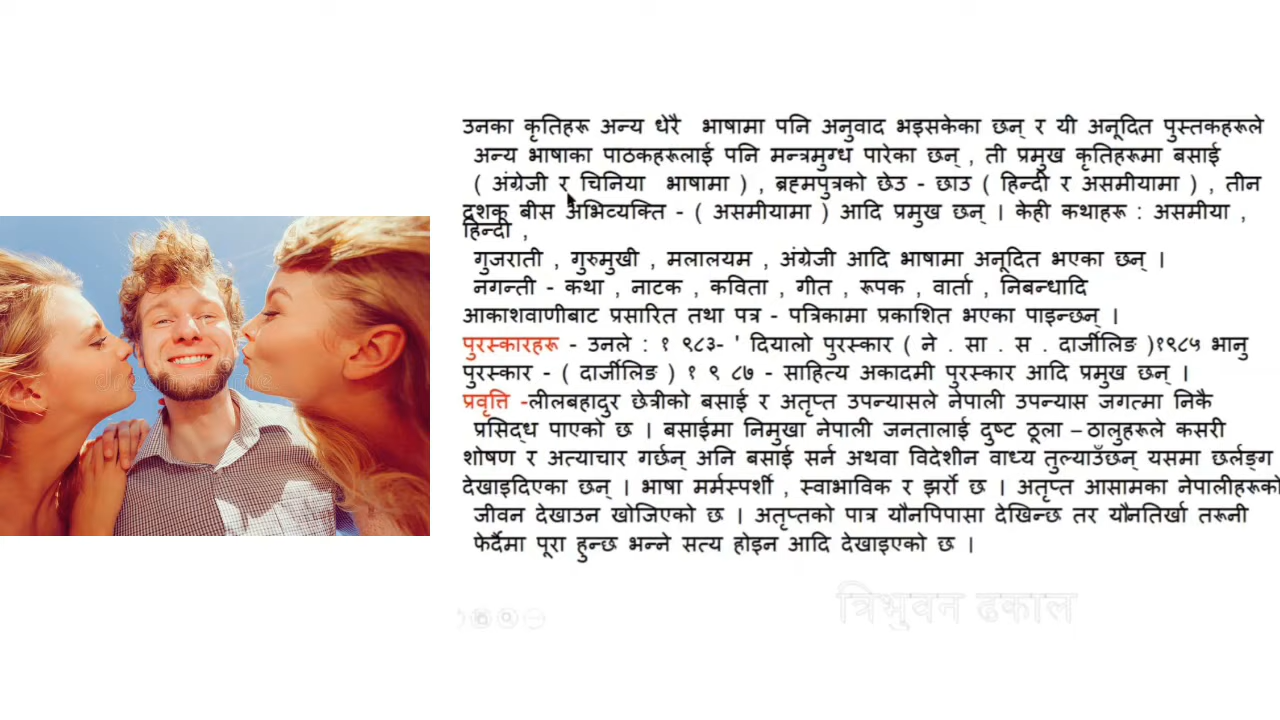 उनका कृतिहरू अन्य धेरै भाषामा पनि अनुवाद भइसकेका छन् र यी अनूदित पुस्तकहरूले
अन्य भाषाका पाठकहरूलाई पनि मन्त्रमुग्ध पारेका छन् , ती प्रमुख कृतिहरूमा बसाई
( अंग्रेजी र चिनिया भाषामा ) , ब्रह्मपुत्रको छेउ - छाउ ( हिन्दी र असमीयामा ) , तीन
दशक बीस अभिव्यक्ति - ( असमीयामा ) आदि प्रमुख छन् । केही कथाहरू : असमीया ,
हिन्दी ,
गुजराती , गुरुमुखी , मलालयम , अंग्रेजी आदि भाषामा अनूदित भएका छन् ।
नगन्ती - कथा , नाटक , कविता , गीत , रूपक , वार्ता , निबन्धादि
आकाशवाणीबाट प्रसारित तथा पत्र - पत्रिकामा प्रकाशित भएका पाइन्छन् ।
पुरस्कारहरू - उनले : १ ९८३- ' दियालो पुरस्कार ( ने . सा . स . दार्जीलिङ )१९८५ भानु
पुरस्कार - ( दार्जीलिङ ) १ ९ ८७ - साहित्य अकादमी पुरस्कार आदि प्रमुख छन् ।
प्रवृत्ति -लीलबहादुर छेत्रीको बसाई र अतृप्त उपन्यासले नेपाली उपन्यास जगत्मा निकै
प्रसिद्ध पाएको छ । बसाईमा निमुखा नेपाली जनतालाई दुष्ट ठूला – ठालुहरूले कसरी
शोषण र अत्याचार गर्छन् अनि बसाई सर्न अथवा विदेशीन वाध्य तुल्याउँछन् यसमा छर्लङ्ग
देखाइदिएका छन् । भाषा मर्मस्पर्शी , स्वाभाविक र झर्रो छ । अतृप्त आसामका नेपालीहरूको
जीवन देखाउन खोजिएको छ । अतृप्तको पात्र यौनपिपासा देखिन्छ तर यौनतिर्खा तरूनी
फेर्दैमा पूरा हुन्छ भन्ने सत्य होइन आदि देखाइएको छ ।
त्रिभुवन ढकाल